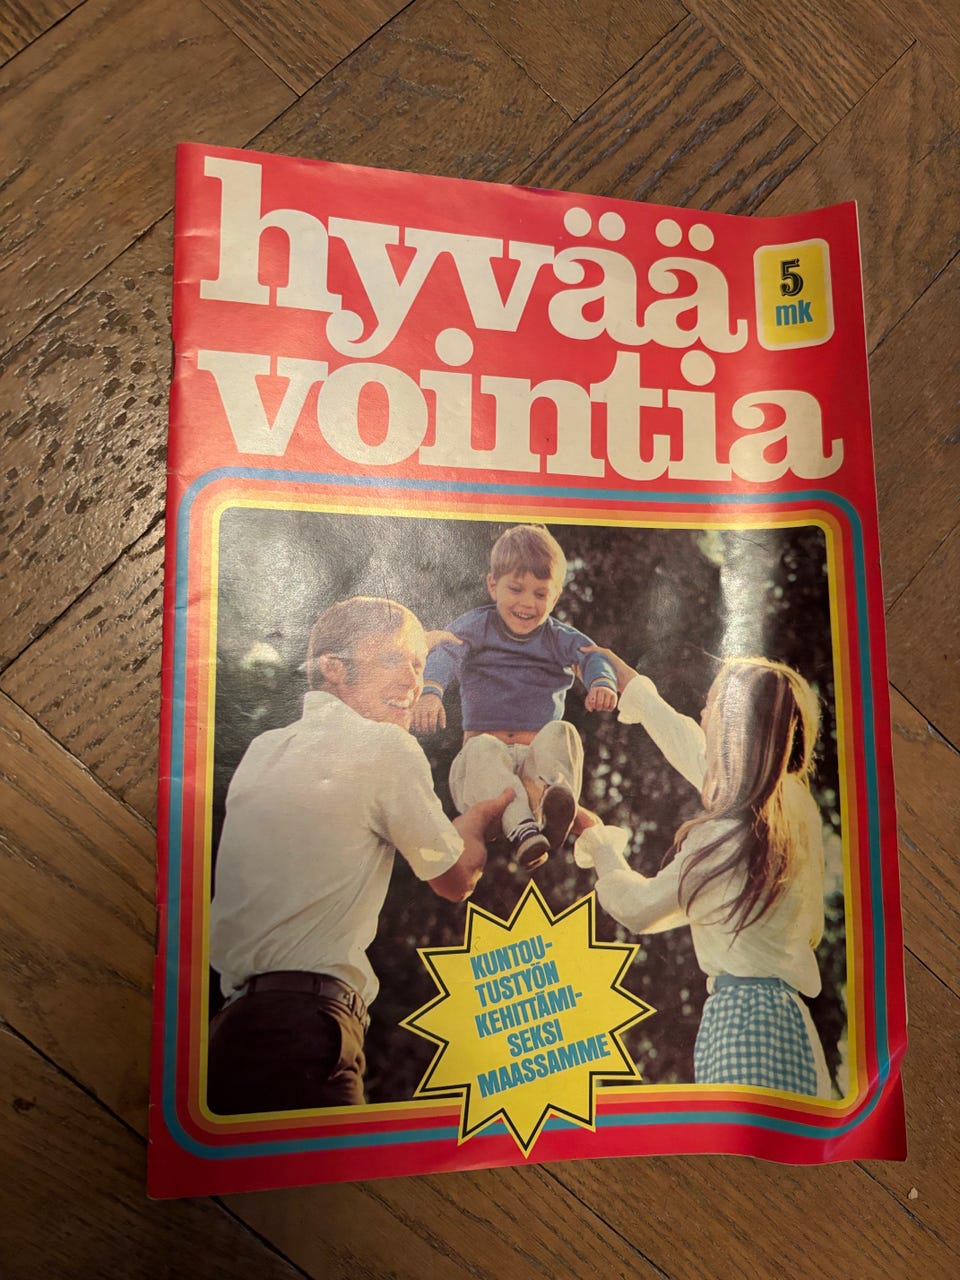 hyvää
vointia
5
mk
KUNTOU-
TUSTYÖN
KEHITTÄMI-
SEKSI
MAASSAMME